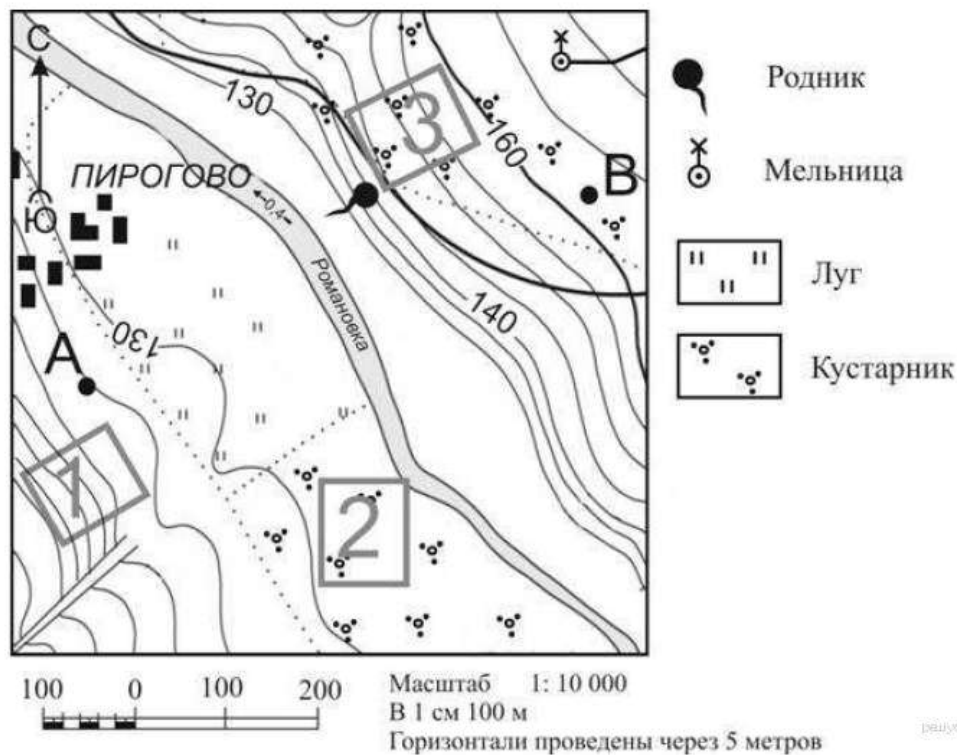 С
Ю
130
3
160
В
ПИРОГОВО
0,4
Романовка
140
130
А
1
2
Родник
Мельница
Луг
Кустарник
100 0 100 200
Масштаб 1: 10 000
В 1 см 100 м
Горизонтали проведены через 5 метров